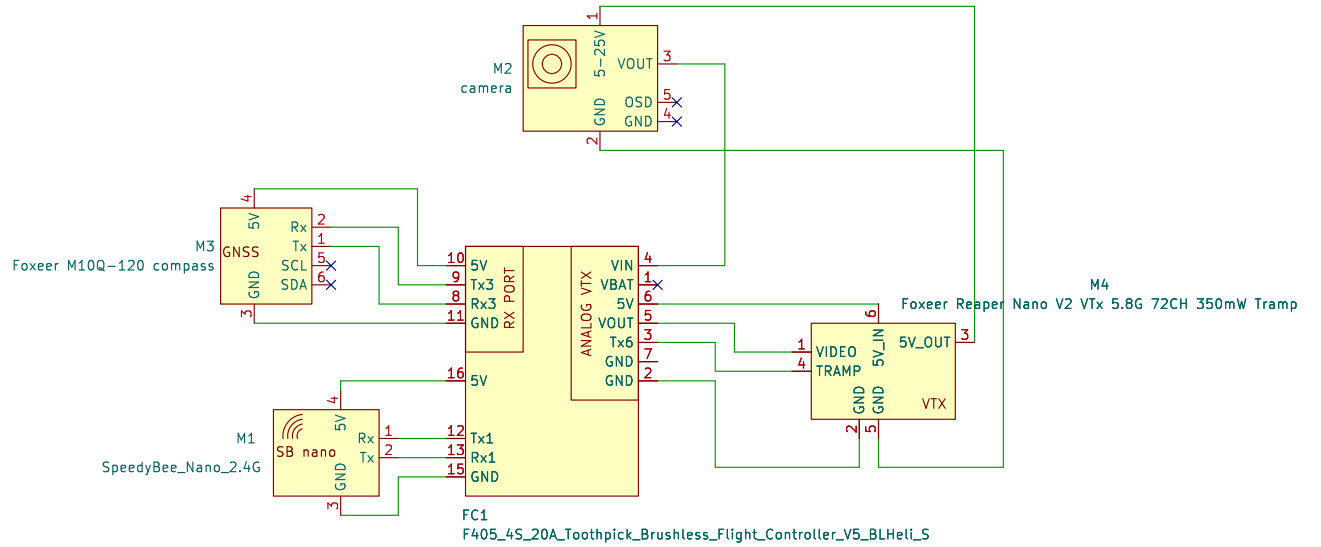 1
5-25V
M2
camera
VOUT 3
OSD 5
GND 4
GND
2
4
5V
M3
Foxeer M10Q-120 compass
GNSS
Rx 2
Tx 1
SCL 5
SDA 6
GND
3
10 5V
9 Tx3
8 Rx3
11 GND
RX PORT
16 5V
12 Tx1
13 Rx1
15 GND
ANALOG VTX
VIN 4
VBAT 1
5V 6
VOUT 5
Tx6 3
GND 7
GND 2
FC1
F405_4S_20A_Toothpick_Brushless_Flight_Controller_V5_BLHeli_S
M4
Foxeer Reaper Nano V2 VTx 5.8G 72CH 350mW Tramp
6
5V_IN
5V_OUT 3
1 VIDEO
4 TRAMP
GND
GND
VTX
2
5
4
5V
M1
SpeedyBee_Nano_2.4G
SB nano
Rx 1
Tx 2
GND
3